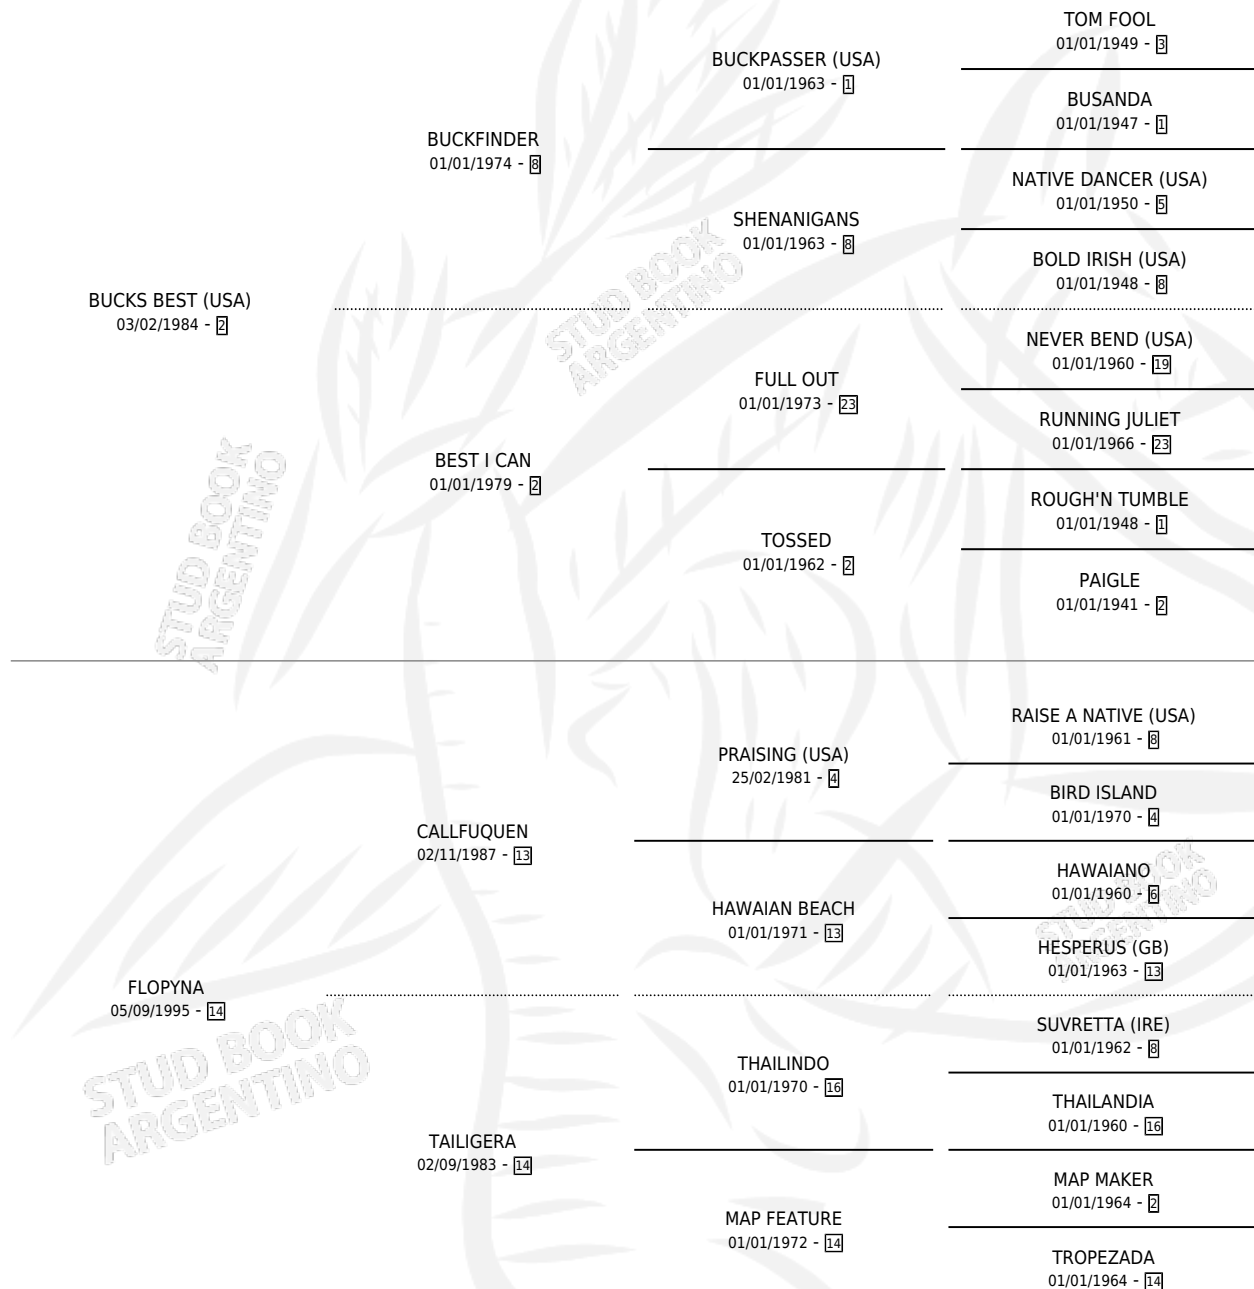 TOM FOOL
01/01/1949 - 3
BUCKPASSER (USA)
01/01/1963 - 1
BUSANDA
01/01/1947 - 1
BUCKFINDER
01/01/1974 - 8
NATIVE DANCER (USA)
01/01/1950 - 5
SHENANIGANS
01/01/1963 - 8
BOLD IRISH (USA)
01/01/1948 - 8
BUCKS BEST (USA)
03/02/1984 - 2
NEVER BEND (USA)
01/01/1960 - 19
FULL OUT
01/01/1973 - 23
RUNNING JULIET
01/01/1966 - 23
BEST I CAN
01/01/1979 - 2
ROUGH'N TUMBLE
01/01/1948 - 1
TOSSED
01/01/1962 - 2
PAIGLE
01/01/1941 - 2
RAISE A NATIVE (USA)
01/01/1961 - 8
PRAISING (USA)
25/02/1981 - 4
BIRD ISLAND
01/01/1970 - 4
CALLFUQUEN
02/11/1987 - 13
HAWAIANO
01/01/1960 - 6
HAWAIAN BEACH
01/01/1971 - 13
HESPERUS (GB)
01/01/1963 - 13
FLOPYNA
05/09/1995 - 14
SUVRETTA (IRE)
01/01/1962 - 8
THAILINDO
01/01/1970 - 16
THAILANDIA
01/01/1960 - 16
TAILIGERA
02/09/1983 - 14
MAP MAKER
01/01/1964 - 2
MAP FEATURE
01/01/1972 - 14
TROPEZADA
01/01/1964 - 14
STUD BOOK
ARGENTINO
STUD BOOK
ARGENTINO
STUD BOOK
ARGENTINO
STUD BOOK
ARGENTINO